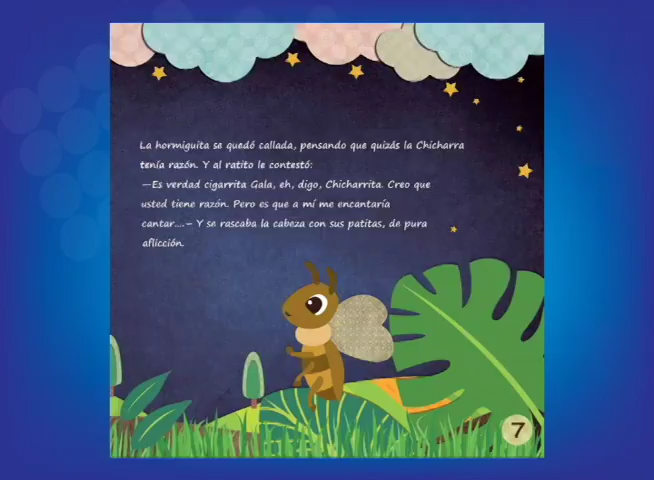 La hormiguita se quedó callada, pensando que quizás la Chicharra
tenía razón. Y al ratito le contestó:
—Es verdad cigarrita Gala, eh, digo, Chicharrita. Creo que
usted tiene razón. Pero es que a mí me encantaría
cantar....— Y se rascaba la cabeza con sus patitas, de pura
aflicción.
7